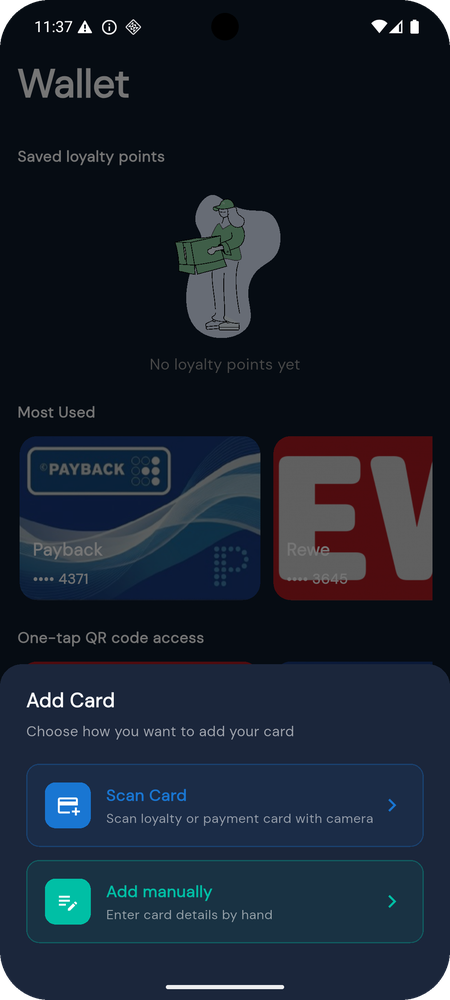 11:37
Wallet
Saved loyalty points
No loyalty points yet
Most Used
©PAYBACK
Payback
•••• 4371
EW
Rewe
•••• 3645
One-tap QR code access
Add Card
Choose how you want to add your card
Scan Card
Scan loyalty or payment card with camera
Add manually
Enter card details by hand